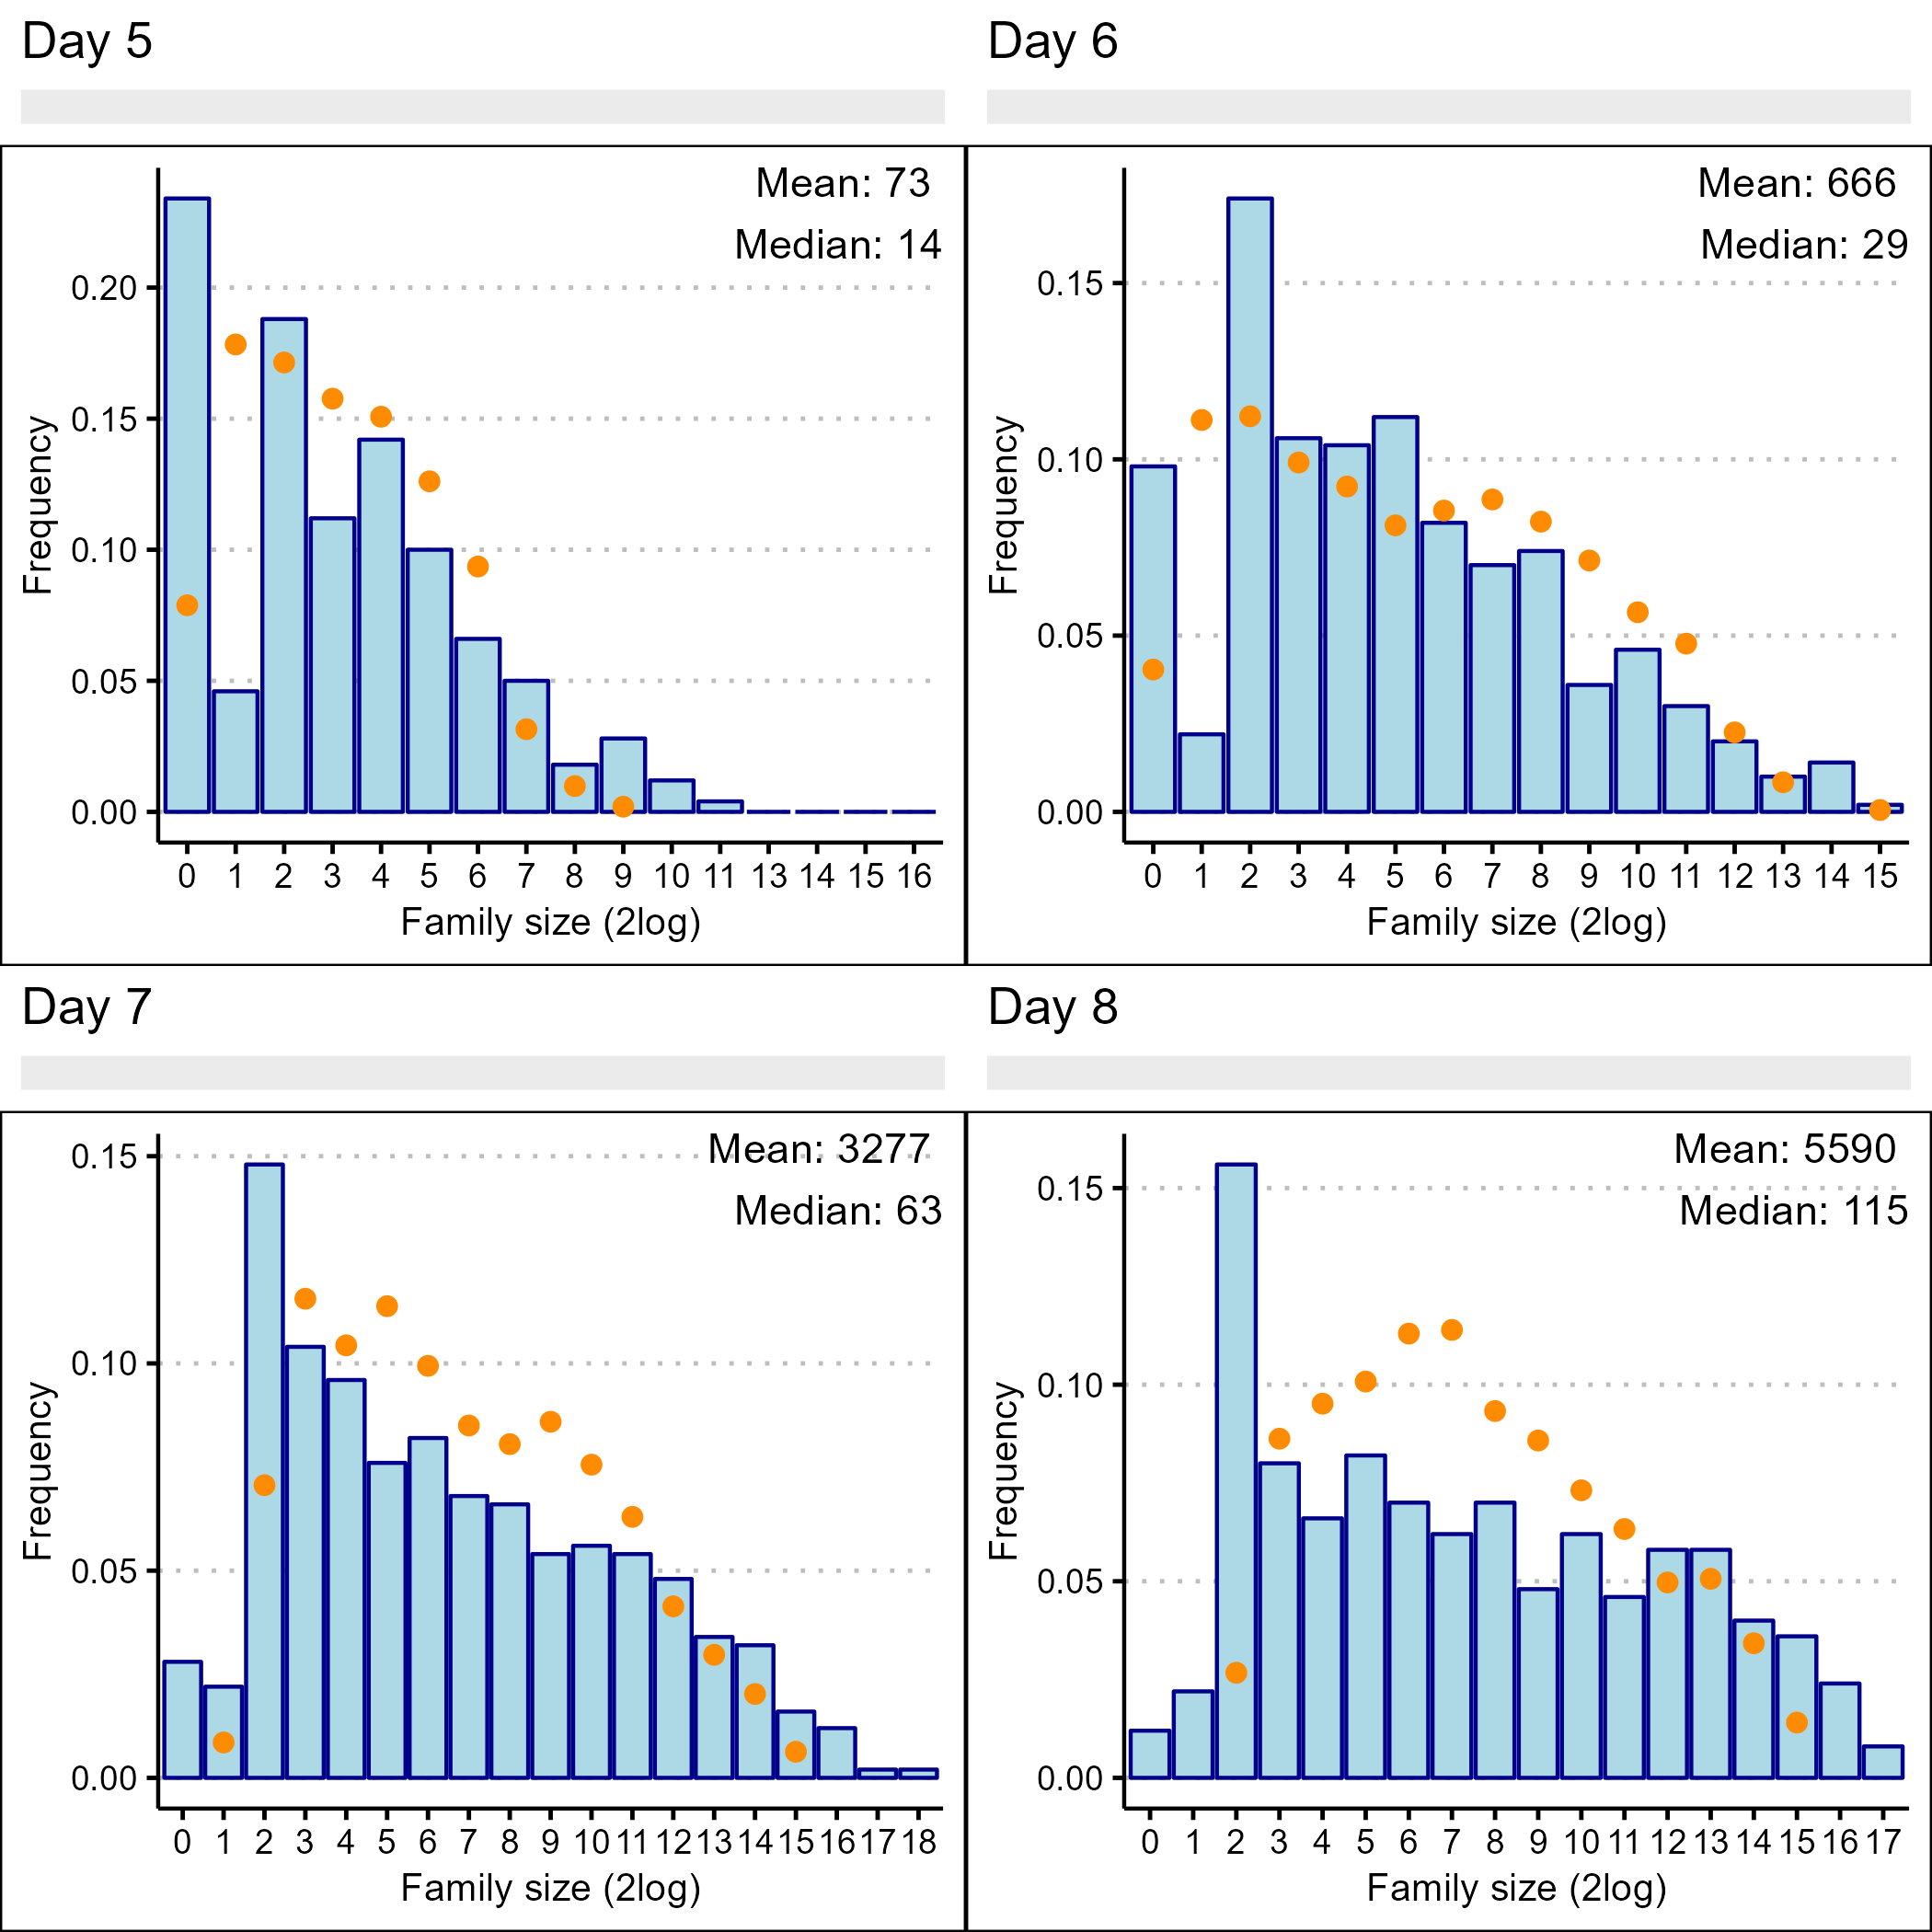 Day 5
Mean: 73
Median: 14
0.20
0.15
0.10
0.05
0.00
Frequency
0 1 2 3 4 5 6 7 8 9 10 11 13 14 15 16
Family size (2log)
Day 6
Mean: 666
Median: 29
0.15
0.10
0.05
0.00
Frequency
0 1 2 3 4 5 6 7 8 9 10 11 12 13 14 15
Family size (2log)
Day 7
Mean: 3277
Median: 63
0.15
0.10
0.05
0.00
Frequency
0 1 2 3 4 5 6 7 8 9 10 11 12 13 14 15 16 17 18
Family size (2log)
Day 8
Mean: 5590
Median: 115
0.15
0.10
0.05
0.00
Frequency
0 1 2 3 4 5 6 7 8 9 10 11 12 13 14 15 16 17
Family size (2log)